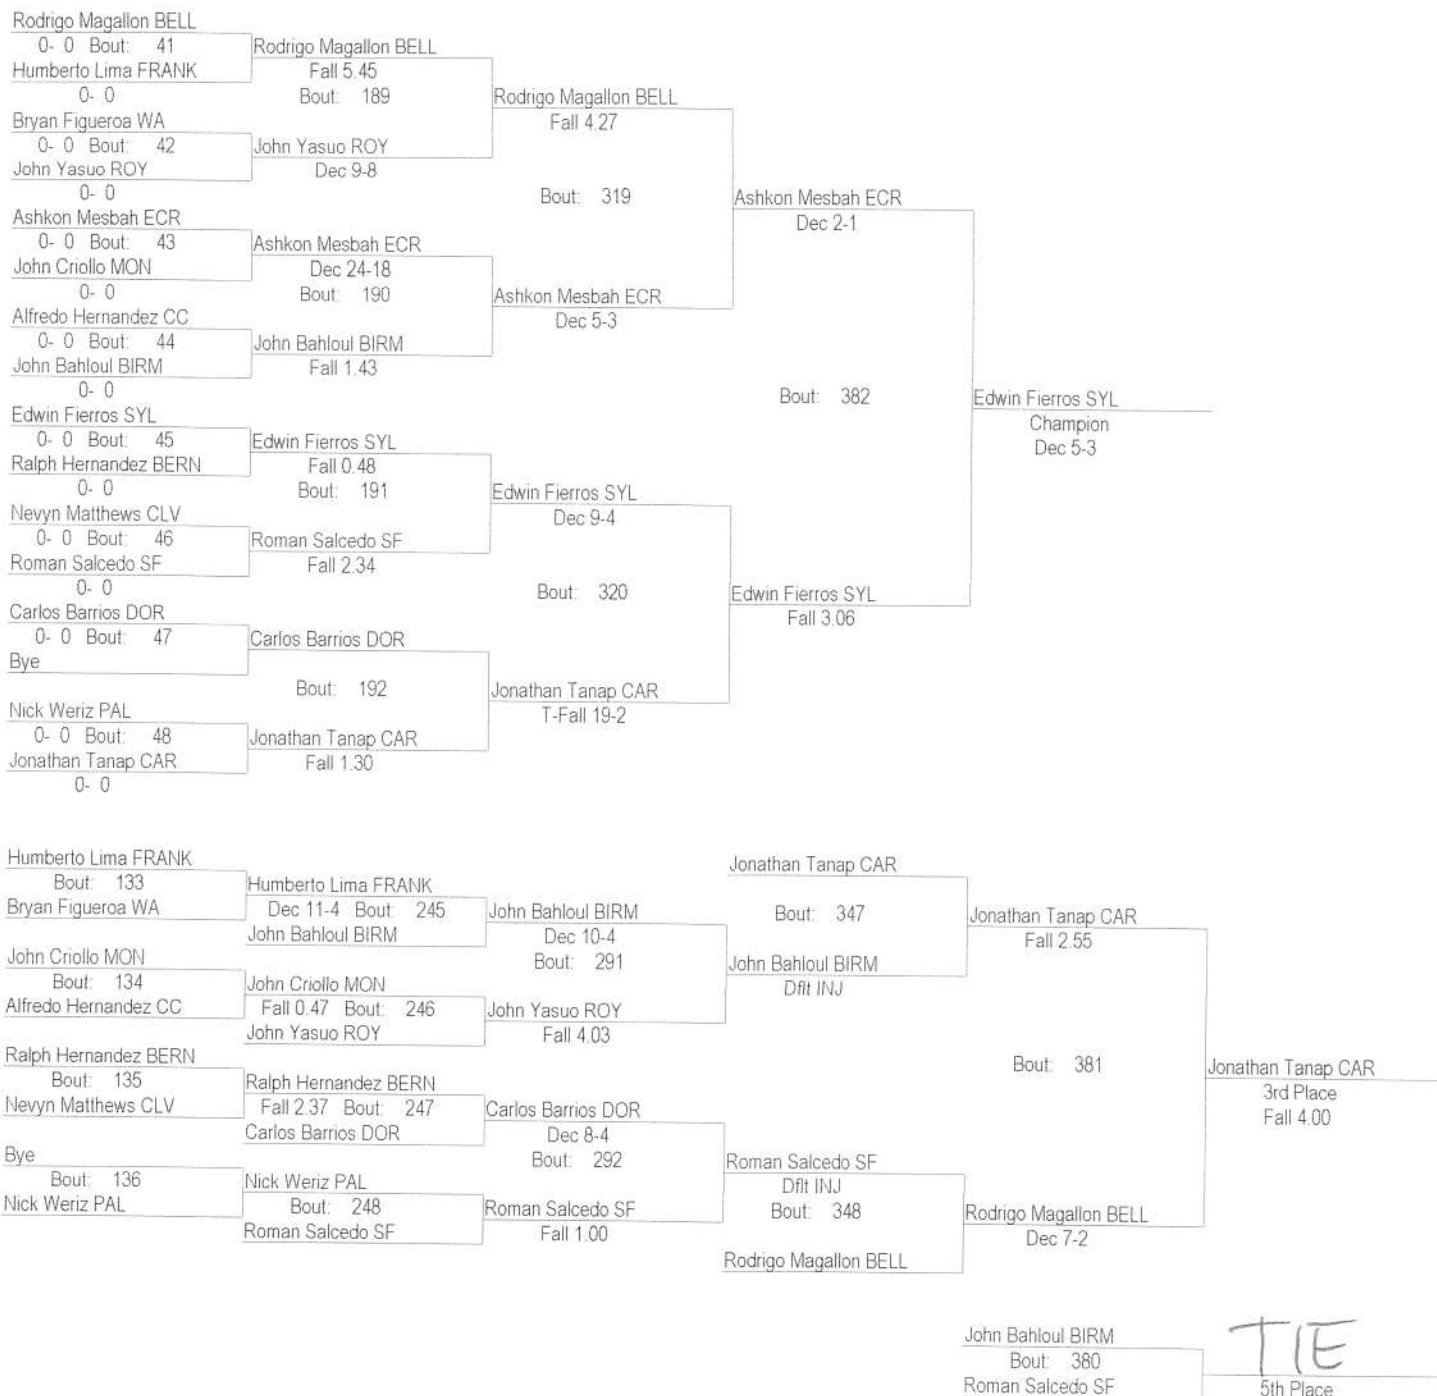 Rodrigo Magallon BELL
0- 0 Bout: 41
Humberto Lima FRANK
0- 0
Bryan Figueroa WA
0- 0 Bout: 42
John Yasuo ROY
0- 0
Ashkon Mesbah ECR
0- 0 Bout: 43
John Criollo MON
0- 0
Alfredo Hernandez CC
0- 0 Bout: 44
John Bahloul BIRM
0- 0
Edwin Fierros SYL
0- 0 Bout: 45
Ralph Hernandez BERN
0- 0
Nevyn Matthews CLV
0- 0 Bout: 46
Roman Salcedo SF
0- 0
Carlos Barrios DOR
0- 0 Bout: 47
Bye
Nick Weriz PAL
0- 0 Bout: 48
Jonathan Tanap CAR
0- 0
Rodrigo Magallon BELL
Fall 5.45
Bout: 189
John Yasuo ROY
Dec 9-8
Ashkon Mesbah ECR
Dec 24-18
Bout: 190
John Bahloul BIRM
Fall 1.43
Edwin Fierros SYL
Fall 0.48
Bout: 191
Roman Salcedo SF
Fall 2.34
Carlos Barrios DOR
Bout: 192
Jonathan Tanap CAR
Fall 1.30
Rodrigo Magallon BELL
Fall 4.27
Bout: 319
Ashkon Mesbah ECR
Dec 5-3
Edwin Fierros SYL
Dec 9-4
Bout: 320
Jonathan Tanap CAR
T-Fall 19-2
Ashkon Mesbah ECR
Dec 2-1
Bout: 382
Edwin Fierros SYL
Fall 3.06
Edwin Fierros SYL
Champion
Dec 5-3
Humberto Lima FRANK
Bout: 133
Bryan Figueroa WA
John Criollo MON
Bout: 134
Alfredo Hernandez CC
Ralph Hernandez BERN
Bout: 135
Nevyn Matthews CLV
Bye
Bout: 136
Nick Weriz PAL
Humberto Lima FRANK
Dec 11-4 Bout: 245
John Bahloul BIRM
John Criollo MON
Fall 0.47 Bout: 246
John Yasuo ROY
Ralph Hernandez BERN
Fall 2.37 Bout: 247
Carlos Barrios DOR
Nick Weriz PAL
Bout: 248
Roman Salcedo SF
John Bahloul BIRM
Dec 10-4
Bout: 291
John Yasuo ROY
Fall 4.03
Carlos Barrios DOR
Dec 8-4
Bout: 292
Roman Salcedo SF
Fall 1.00
Jonathan Tanap CAR
Bout: 347
John Bahloul BIRM
Dflt INJ
Roman Salcedo SF
Dflt INJ
Bout: 348
Rodrigo Magallon BELL
Jonathan Tanap CAR
Fall 2.55
Bout: 381
Rodrigo Magallon BELL
Dec 7-2
Jonathan Tanap CAR
3rd Place
Fall 4.00
John Bahloul BIRM
Bout: 380
Roman Salcedo SF
TIE
5th Place